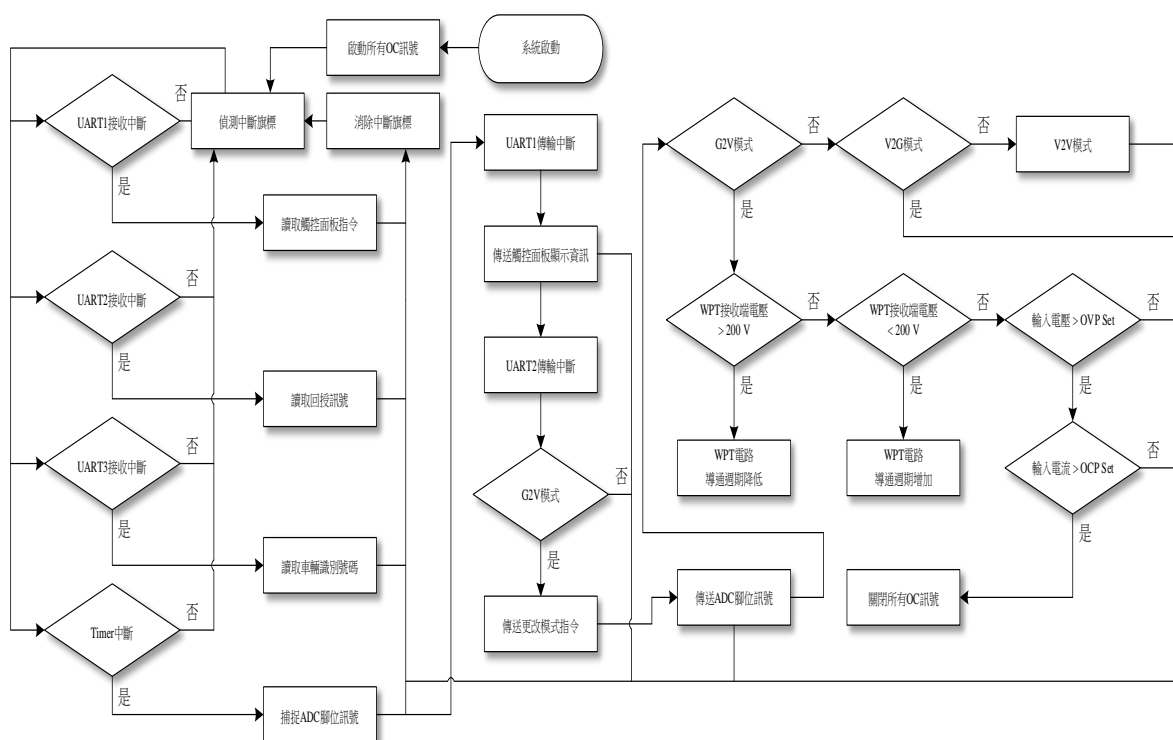 系統啟動
啟動所有OC訊號
偵測中斷旗標
消除中斷旗標
UART1接收中斷
否
是
讀取觸控面板指令
UART2接收中斷
否
是
讀取回授訊號
UART3接收中斷
否
是
讀取車輛識別號碼
Timer中斷
否
是
捕捉ADC腳位訊號
UART1傳輸中斷
傳送觸控面板顯示資訊
UART2傳輸中斷
G2V模式
否
是
傳送更改模式指令
傳送ADC腳位訊號
G2V模式
否
是
V2G模式
否
是
V2V模式
WPT接收端電壓
> 200 V
否
是
WPT電路
導通週期降低
WPT接收端電壓
< 200 V
否
是
WPT電路
導通週期增加
輸入電壓 > OVP Set
否
是
輸入電流 > OCP Set
否
是
關閉所有OC訊號